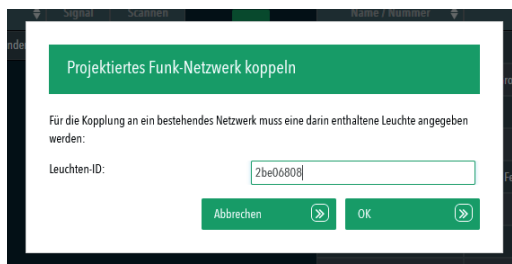 Signal Scannen Name / Nummer
Projektiertes Funk-Netzwerk koppeln
Für die Kopplung an ein bestehendes Netzwerk muss eine darin enthaltene Leuchte angegeben
werden:
Leuchten-ID: 2be06808
Abbrechen OK